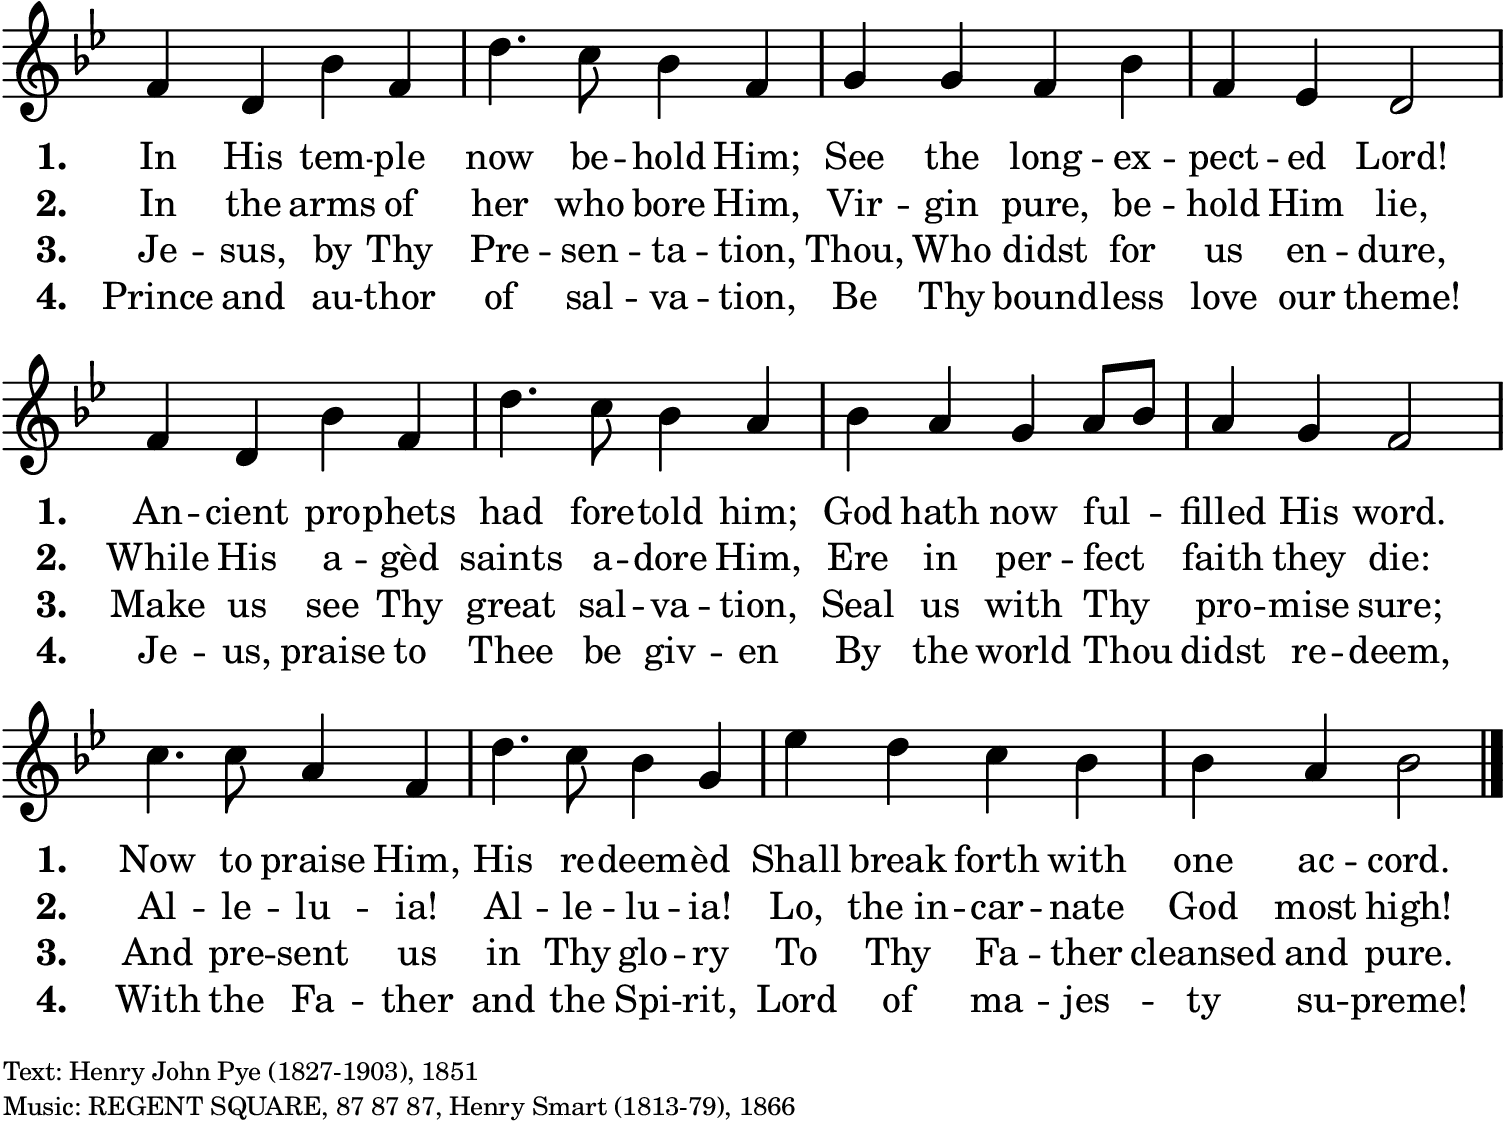 1. In His tem - ple now be - hold Him; See the long - ex - pect - ed Lord!
2. In the arms of her who bore Him, Vir - gin pure, be - hold Him lie,
3. Je - sus, by Thy Pre - sen - ta - tion, Thou, Who didst for us en - dure,
4. Prince and au - thor of sal - va - tion, Be Thy boundless love our theme!
1. An - cient prophets had foretold him; God hath now ful - filled His word.
2. While His a - gèd saints a - dore Him, Ere in per - fect faith they die:
3. Make us see Thy great sal - va - tion, Seal us with Thy pro - mise sure;
4. Je - us, praise to Thee be giv - en By the world Thou didst re - deem,
1. Now to praise Him, His redeemèd Shall break forth with one ac - cord.
2. Al - le - lu - ia! Al - le - lu - ia! Lo, the in - car - nate God most high!
3. And pre - sent us in Thy glo - ry To Thy Fa - ther cleansed and pure.
4. With the Fa - ther and the Spi - rit, Lord of ma - jes - ty su - preme!
Text: Henry John Pye (1827-1903), 1851
Music: REGENT SQUARE, 87 87 87, Henry Smart (1813-79), 1866